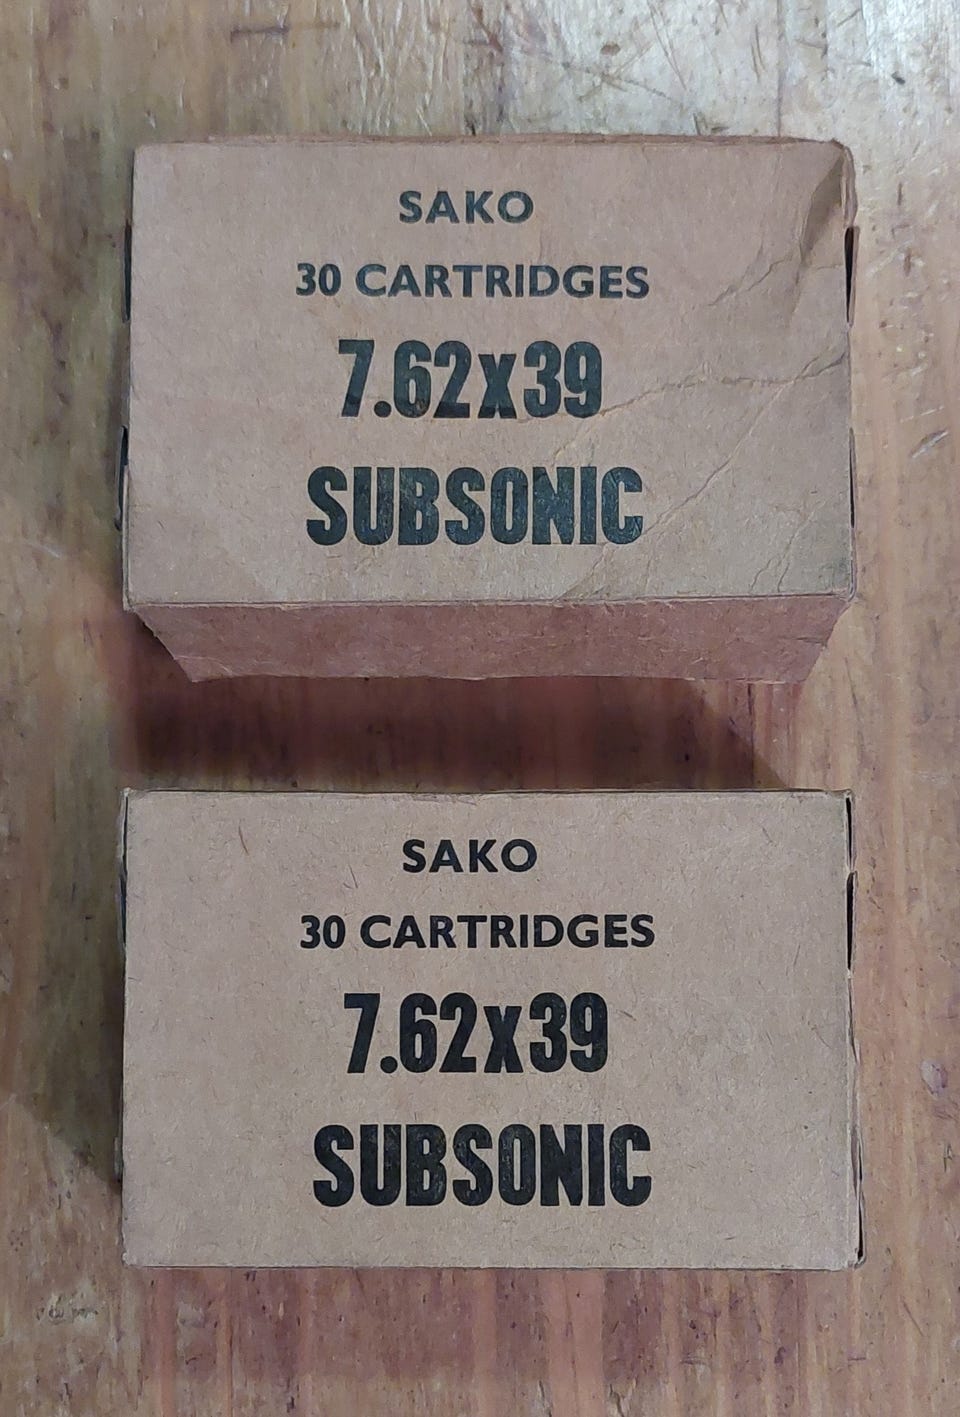 SAKO
30 CARTRIDGES
7.62x39
SUBSONIC
SAKO
30 CARTRIDGES
7.62x39
SUBSONIC